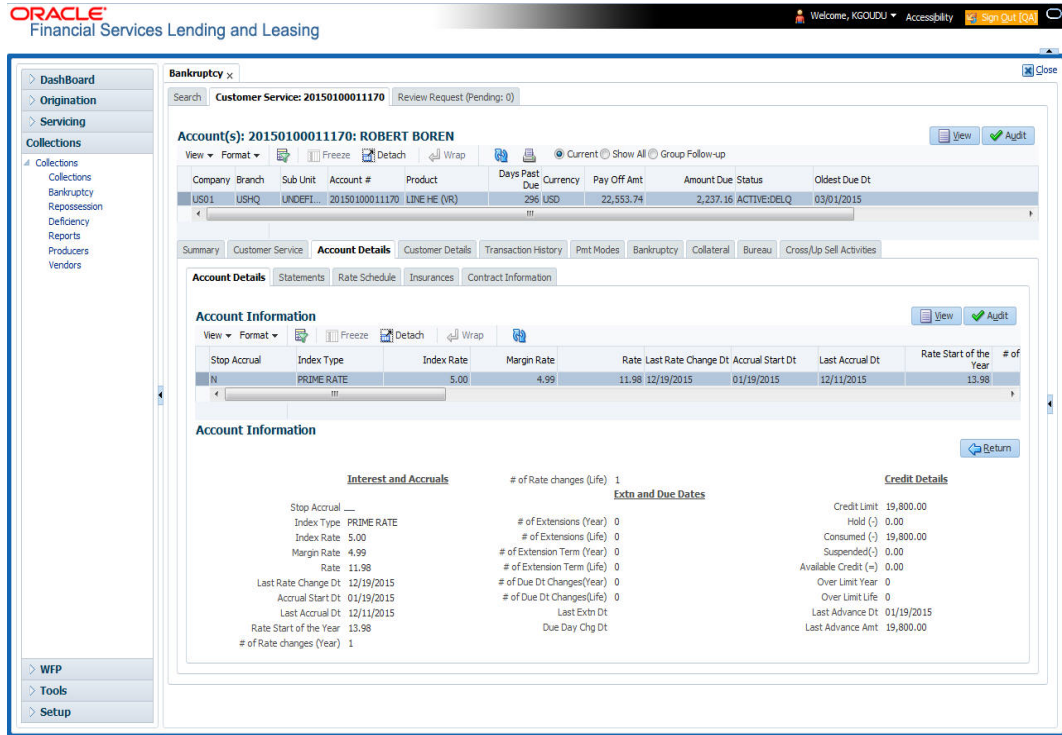 ORACLE®
Financial Services Lending and Leasing
Welcome, KGOUDU Accessibility Sign Out [QA]
Close
DashBoard
Origination
Servicing
Collections
Collections
Collections
Bankruptcy
Repossession
Deficiency
Reports
Producers
Vendors
WFP
Tools
Setup
Bankruptcy x
Search Customer Service: 20150100011170 Review Request (Pending: 0)
Account(s): 20150100011170: ROBERT BOREN
View Audit
View Format Freeze Detach Wrap Current Show All Group Follow-up
Company Branch Sub Unit Account # Product Days Past Due Currency Pay Off Amt Amount Due Status Oldest Due Dt
US01 USHQ UNDEFI... 20150100011170 LINE HE (VR) 296 USD 22,553.74 2,237.16 ACTIVE:DELQ 03/01/2015
Summary Customer Service Account Details Customer Details Transaction History Pmt Modes Bankruptcy Collateral Bureau Cross/Up Sell Activities
Account Details Statements Rate Schedule Insurances Contract Information
Account Information
View Audit
View Format Freeze Detach Wrap
Stop Accrual Index Type Index Rate Margin Rate Rate Last Rate Change Dt Accrual Start Dt Last Accrual Dt Rate Start of the Year # of
N PRIME RATE 5.00 4.99 11.98 12/19/2015 01/19/2015 12/11/2015 13.98
Account Information
Return
Interest and Accruals
Stop Accrual
Index Type PRIME RATE
Index Rate 5.00
Margin Rate 4.99
Rate 11.98
Last Rate Change Dt 12/19/2015
Accrual Start Dt 01/19/2015
Last Accrual Dt 12/11/2015
Rate Start of the Year 13.98
# of Rate changes (Year) 1
# of Rate changes (Life) 1
Extn and Due Dates
# of Extensions (Year) 0
# of Extensions (Life) 0
# of Extension Term (Year) 0
# of Extension Term (Life) 0
# of Due Dt Changes(Year) 0
# of Due Dt Changes(Life) 0
Last Extn Dt
Due Day Chg Dt
Credit Details
Credit Limit 19,800.00
Hold (-) 0.00
Consumed (-) 19,800.00
Suspended(-) 0.00
Available Credit (=) 0.00
Over Limit Year 0
Over Limit Life 0
Last Advance Dt 01/19/2015
Last Advance Amt 19,800.00